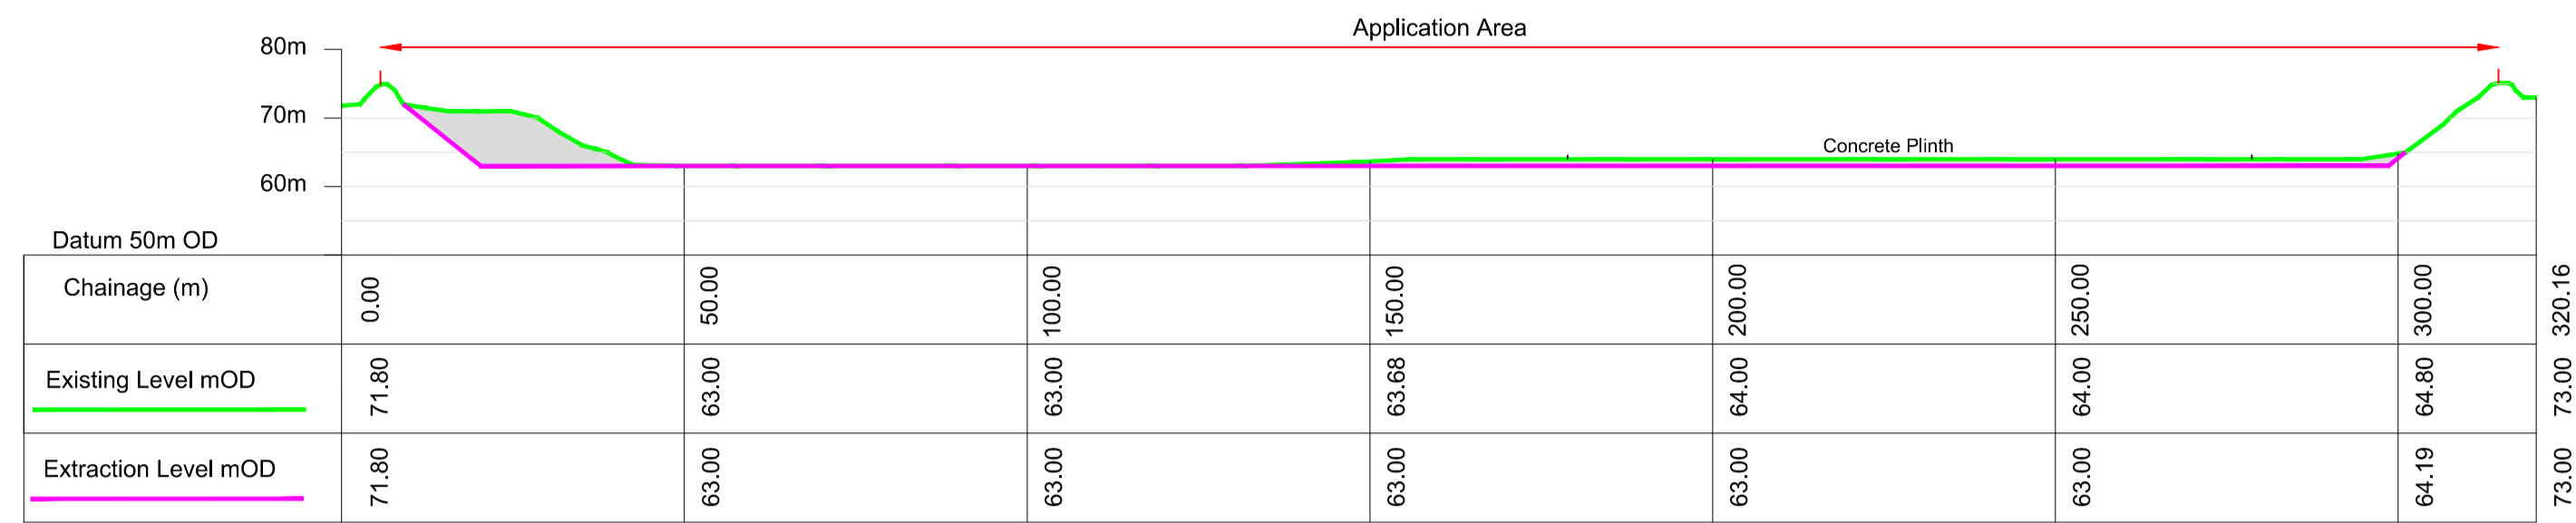 Application Area
80m
70m
60m
Concrete Plinth
Datum 50m OD
Chainage (m) 0.00 50.00 100.00 150.00 200.00 250.00 300.00 320.16
Existing Level mOD 71.80 63.00 63.00 63.68 64.00 64.00 64.80 73.00
Extraction Level mOD 71.80 63.00 63.00 63.00 63.00 63.00 64.19 73.00